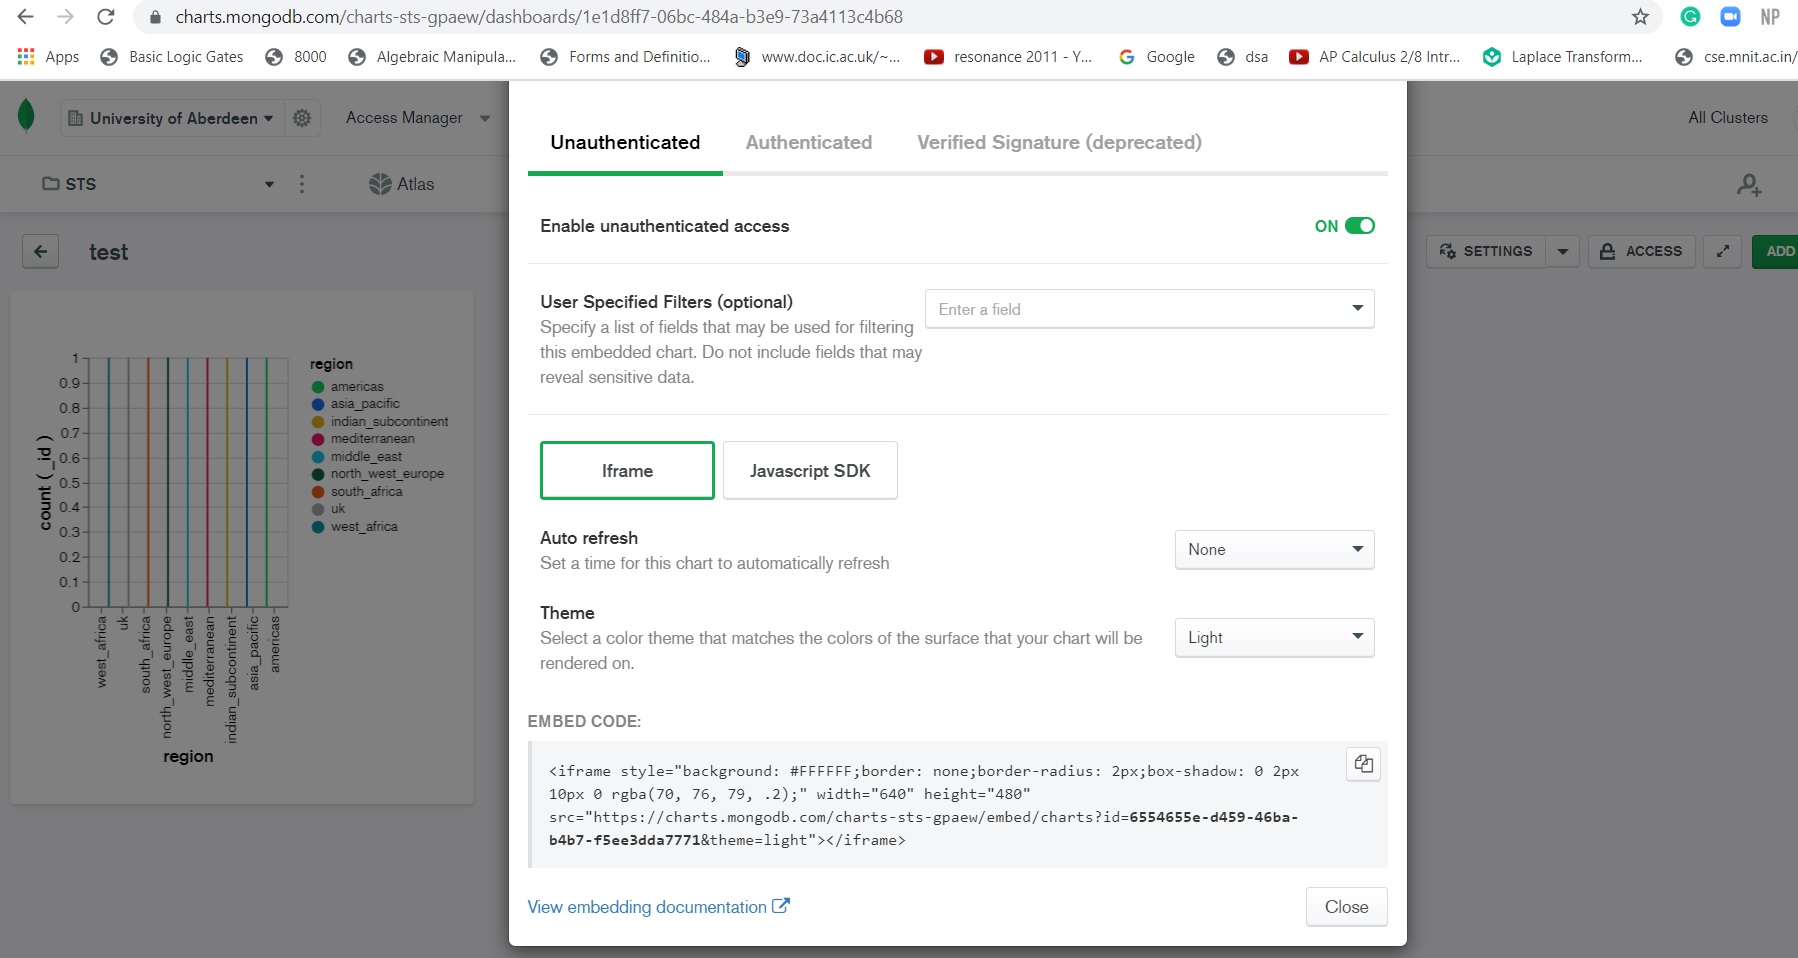 charts.mongodb.com/charts-sts-gpaew/dashboards/1e1d8ff7-06bc-484a-b3e9-73a4113c4b68
NP
Apps
Basic Logic Gates
8000
Algebraic Manipula...
Forms and Definitio...
www.doc.ic.ac.uk/~...
resonance 2011 - Y...
Google
dsa
AP Calculus 2/8 Intr...
Laplace Transform...
cse.mnit.ac.in/
University of Aberdeen
Access Manager
All Clusters
STS
Atlas
test
SETTINGS
ACCESS
ADD
count ( _id )
1
0.9
0.8
0.7
0.6
0.5
0.4
0.3
0.2
0.1
0
west_africa
uk
south_africa
north_west_europe
middle_east
mediterranean
indian_subcontinent
asia_pacific
americas
region
region
americas
asia_pacific
indian_subcontinent
mediterranean
middle_east
north_west_europe
south_africa
uk
west_africa
Unauthenticated
Authenticated
Verified Signature (deprecated)
Enable unauthenticated access
ON
User Specified Filters (optional)
Specify a list of fields that may be used for filtering
this embedded chart. Do not include fields that may
reveal sensitive data.
Enter a field
Iframe
Javascript SDK
Auto refresh
Set a time for this chart to automatically refresh
None
Theme
Select a color theme that matches the colors of the surface that your chart will be
rendered on.
Light
EMBED CODE:
<iframe style="background: #FFFFFF;border: none;border-radius: 2px;box-shadow: 0 2px
10px 0 rgba(70, 76, 79, .2);" width="640" height="480"
src="https://charts.mongodb.com/charts-sts-gpaew/embed/charts?id=6554655e-d459-46ba-
b4b7-f5ee3dda7771&theme=light"></iframe>
View embedding documentation
Close